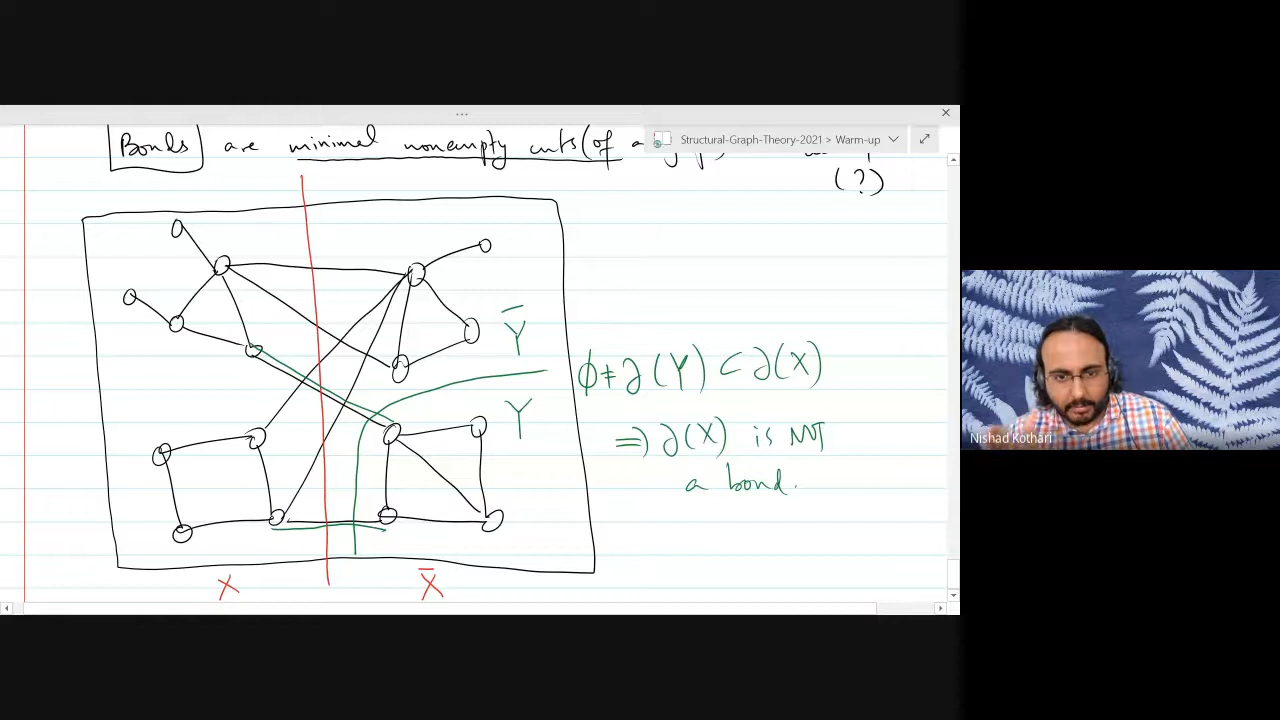 Structural-Graph-Theory-2021 > Warm-up
Bonds are minimal nonempty cuts (of a
(?)
Ȳ
ϕ ≠ ∂(Y) ⊂ ∂(X)
Y
⇒ ∂(X) is NOT
a bond.
Nishad Kothari
X X̄